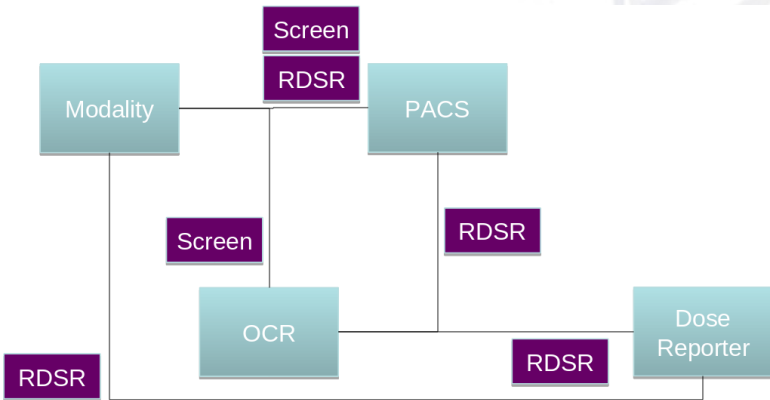 Screen
RDSR
Modality
PACS
Screen
RDSR
OCR
Dose
Reporter
RDSR
RDSR